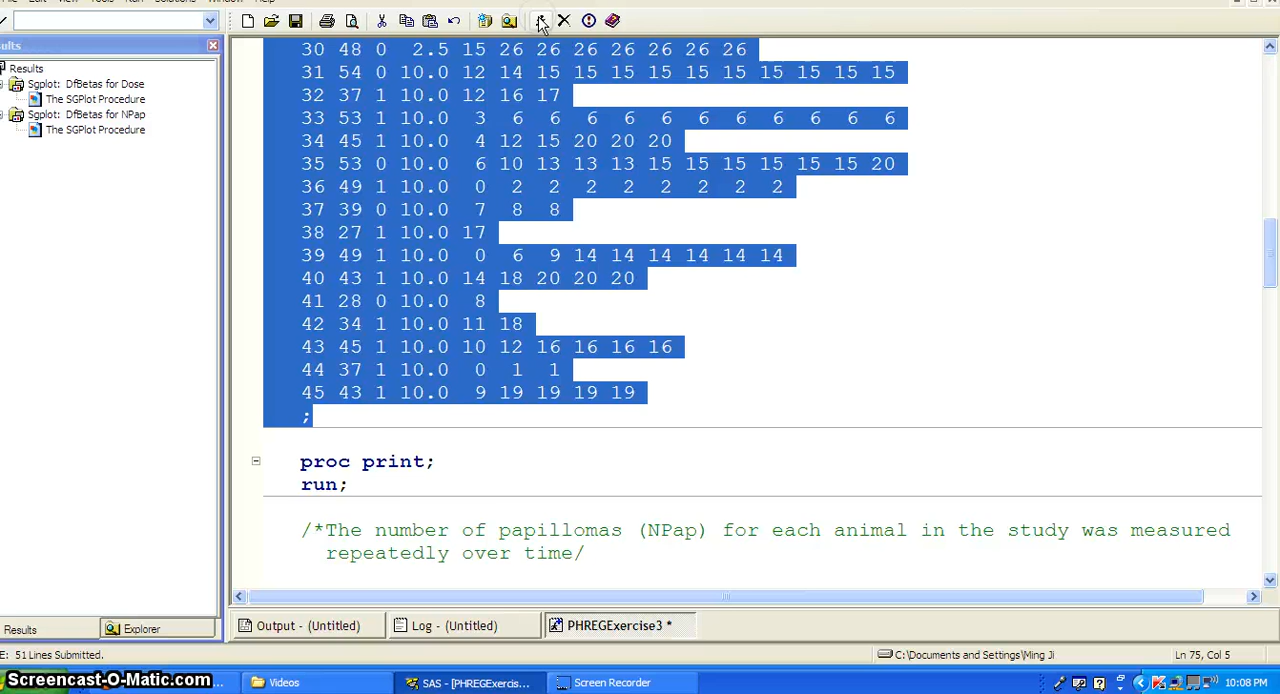 ults
Results
Sgplot: DfBetas for Dose
The SGPlot Procedure
Sgplot: DfBetas for NPap
The SGPlot Procedure
30 48 0 2.5 15 26 26 26 26 26 26 26
31 54 0 10.0 12 14 15 15 15 15 15 15 15 15 15 15
32 37 1 10.0 12 16 17
33 53 1 10.0 3 6 6 6 6 6 6 6 6 6 6 6
34 45 1 10.0 4 12 15 20 20 20
35 53 0 10.0 6 10 13 13 13 15 15 15 15 15 15 20
36 49 1 10.0 0 2 2 2 2 2 2 2 2
37 39 0 10.0 7 8 8
38 27 1 10.0 17
39 49 1 10.0 0 6 9 14 14 14 14 14 14
40 43 1 10.0 14 18 20 20 20
41 28 0 10.0 8
42 34 1 10.0 11 18
43 45 1 10.0 10 12 16 16 16 16
44 37 1 10.0 0 1 1
45 43 1 10.0 9 19 19 19 19
;
proc print;
run;
/*The number of papillomas (NPap) for each animal in the study was measured
repeatedly over time/
Results Explorer
Output - (Untitled) Log - (Untitled) PHREGExercise3 *
E: 51 Lines Submitted. C:\Documents and Settings\Ming Ji Ln 75, Col 5
Screencast-O-Matic.com Videos SAS - [PHREGExercis... Screen Recorder 10:08 PM